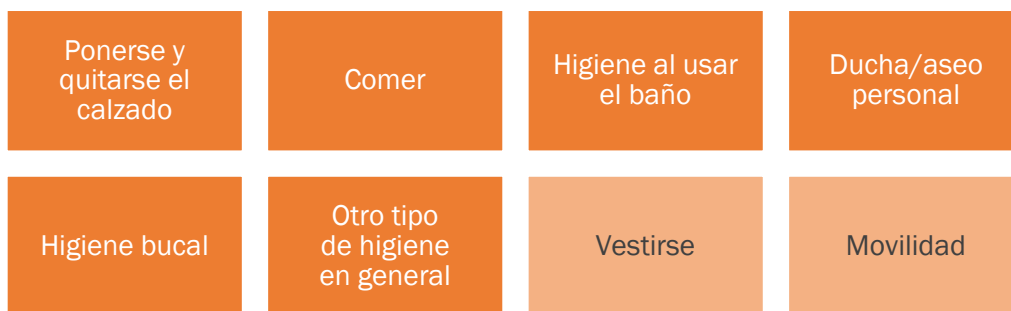 Ponerse y
quitarse el
calzado
Comer
Higiene al usar
el baño
Ducha/aseo
personal
Higiene bucal
Otro tipo
de higiene
en general
Vestirse
Movilidad